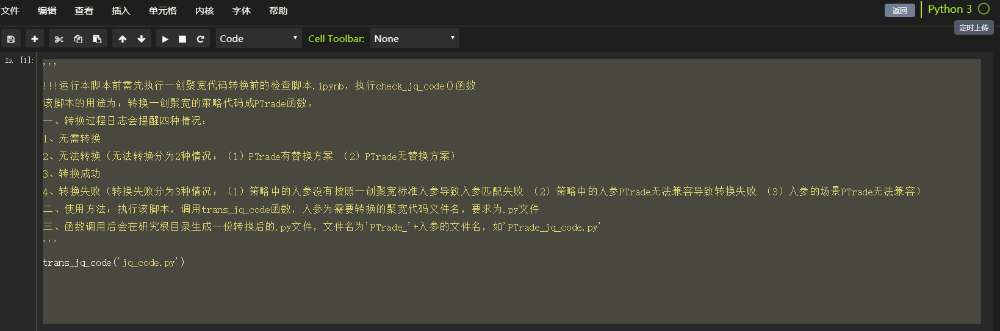 文件 编辑 查看 插入 单元格 内核 字体 帮助 返回 Python 3
定时上传
Code Cell Toolbar: None
In [1]: '''
!!!运行本脚本前需先执行一创聚宽代码转换前的检查脚本.ipynb，执行check_jq_code()函数
该脚本的用途为：转换一创聚宽的策略代码成PTrade函数。
一、转换过程日志会提醒四种情况：
1、无需转换
2、无法转换（无法转换分为2种情况：（1）PTrade有替换方案 （2）PTrade无替换方案）
3、转换成功
4、转换失败（转换失败分为3种情况：（1）策略中的入参没有按照一创聚宽标准入参导致入参匹配失败 （2）策略中的入参PTrade无法兼容导致转换失败 （3）入参的场景PTrade无法兼容）
二、使用方法：执行该脚本，调用trans_jq_code函数，入参为需要转换的聚宽代码文件名，要求为.py文件
三、函数调用后会在研究根目录生成一份转换后的.py文件，文件名为'PTrade_'+入参的文件名，如'PTrade_jq_code.py'
'''
trans_jq_code('jq_code.py')